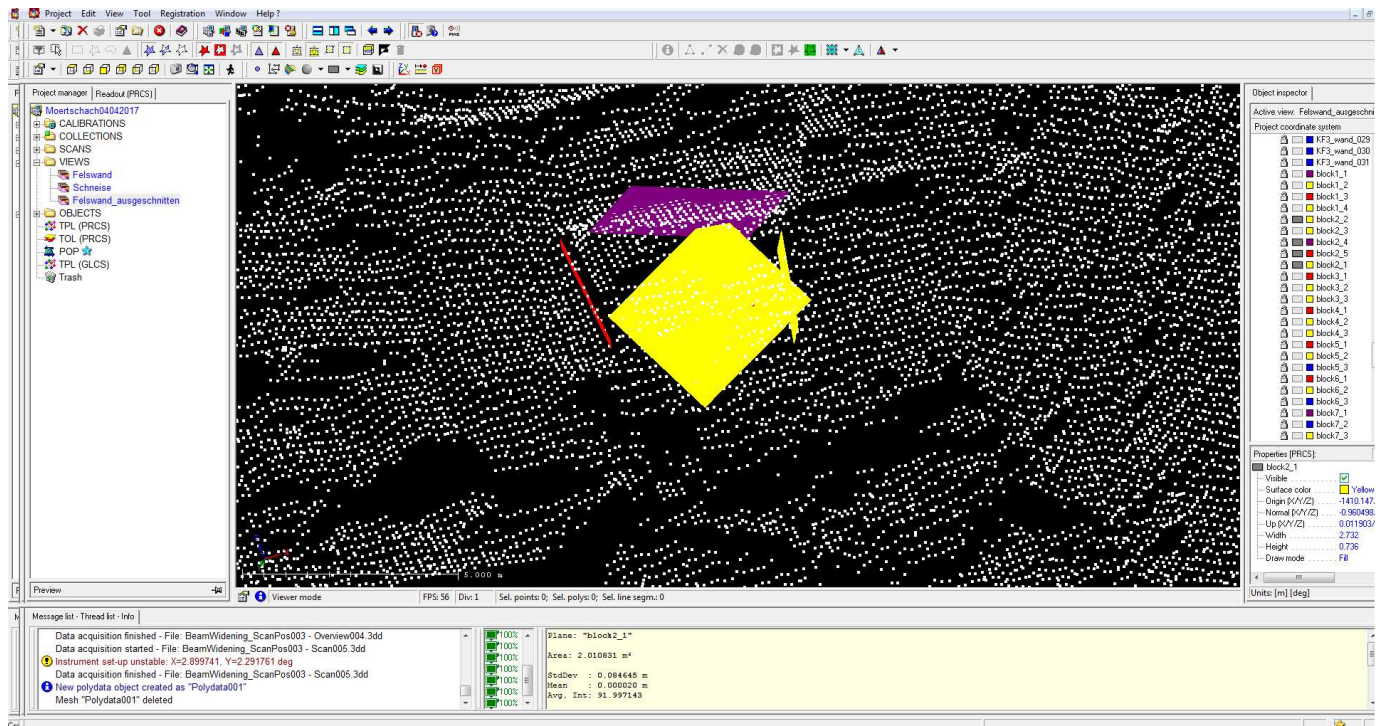 Project Edit View Tool Registration Window Help ?
Project manager Readout (PRCS)
Moertschach04042017
CALIBRATIONS
COLLECTIONS
SCANS
VIEWS
Felswand
Schneise
Felswand_ausgeschnitten
OBJECTS
TPL (PRCS)
TOL (PRCS)
POP
TPL (GLCS)
Trash
Preview
5.000 m
Viewer mode
FPS: 56 Div: 1 Sel. points: 0; Sel. polys: 0; Sel. line segm.: 0
Object inspector
Active view: Felswand_ausgeschni
Project coordinate system
KF3_wand_029
KF3_wand_030
KF3_wand_031
block1_1
block1_2
block1_3
block1_4
block2_2
block2_3
block2_4
block2_5
block2_1
block3_1
block3_2
block3_3
block4_1
block4_2
block4_3
block5_1
block5_2
block5_3
block6_1
block6_2
block6_3
block7_1
block7_2
block7_3
Properties [PRCS]:
block2_1
Visible
Surface color Yellow
Origin (X/Y/Z) -1410.147.
Normal (X/Y/Z) -0.960498.
Up (X/Y/Z) 0.011903/
Width 2.732
Height 0.736
Draw mode Fill
Units: [m] [deg]
Message list - Thread list - Info
Data acquisition finished - File: BeamWidening_ScanPos003 - Overview004.3dd
Data acquisition started - File: BeamWidening_ScanPos003 - Scan005.3dd
Instrument set-up unstable: X=2.899741, Y=2.291761 deg
Data acquisition finished - File: BeamWidening_ScanPos003 - Scan005.3dd
New polydata object created as "Polydata001"
Mesh "Polydata001" deleted
100%
100%
100%
100%
100%
100%
Plane: "block2_1"
Area: 2.010831 m²
StdDev : 0.084645 m
Mean : 0.000020 m
Avg. Int: 91.997143